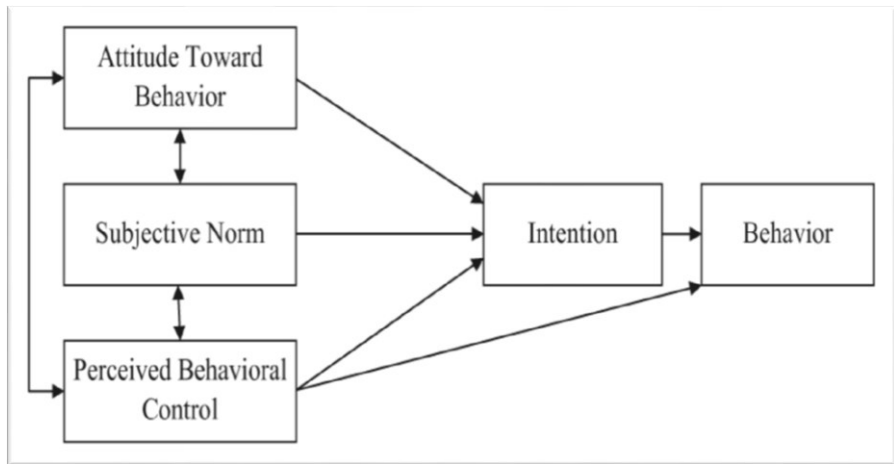 Attitude Toward
Behavior
Subjective Norm
Intention
Behavior
Perceived Behavioral
Control